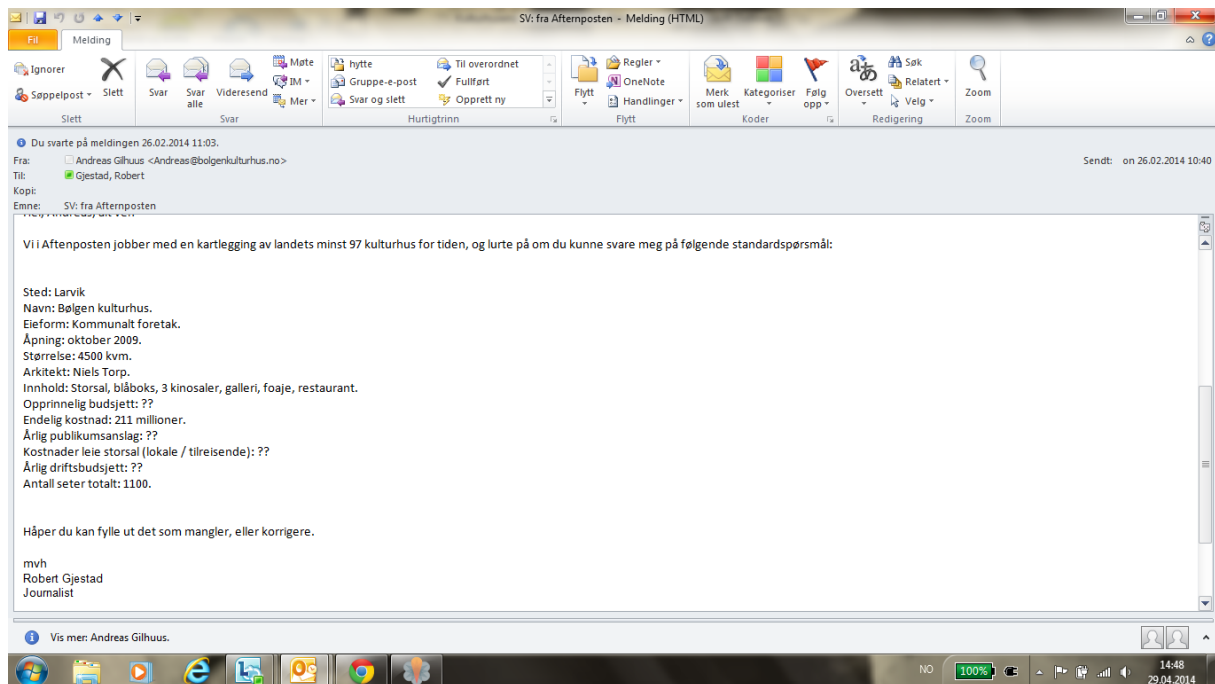 SV: fra Afternposten - Melding (HTML)
Fil Melding
Ignorer
Søppelpost
Slett
Svar
Svar alle
Videresend
Møte
IM
Mer
hytte
Gruppe-e-post
Svar og slett
Til overordnet
Fullført
Opprett ny
Flytt
Regler
OneNote
Handlinger
Merk som ulest
Kategoriser
Følg opp
Oversett
Søk
Relatert
Velg
Zoom
Slett Svar Hurtigtrinn Flytt Koder Redigering Zoom
Du svarte på meldingen 26.02.2014 11:03.
Fra: Andreas Gilhuus <Andreas@bolgenkulturhus.no> Sendt: on 26.02.2014 10:40
Til: Gjestad, Robert
Kopi:
Emne: SV: fra Afternposten
Vi i Aftenposten jobber med en kartlegging av landets minst 97 kulturhus for tiden, og lurte på om du kunne svare meg på følgende standardspørsmål:
Sted: Larvik
Navn: Bølgen kulturhus.
Eieform: Kommunalt foretak.
Åpning: oktober 2009.
Størrelse: 4500 kvm.
Arkitekt: Niels Torp.
Innhold: Storsal, blåboks, 3 kinosaler, galleri, foaje, restaurant.
Opprinnelig budsjett: ??
Endelig kostnad: 211 millioner.
Årlig publikumsanslag: ??
Kostnader leie storsal (lokale / tilreisende): ??
Årlig driftsbudsjett: ??
Antall seter totalt: 1100.
Håper du kan fylle ut det som mangler, eller korrigere.
mvh
Robert Gjestad
Journalist
Vis mer: Andreas Gilhuus.
NO 100% 14:48
29.04.2014